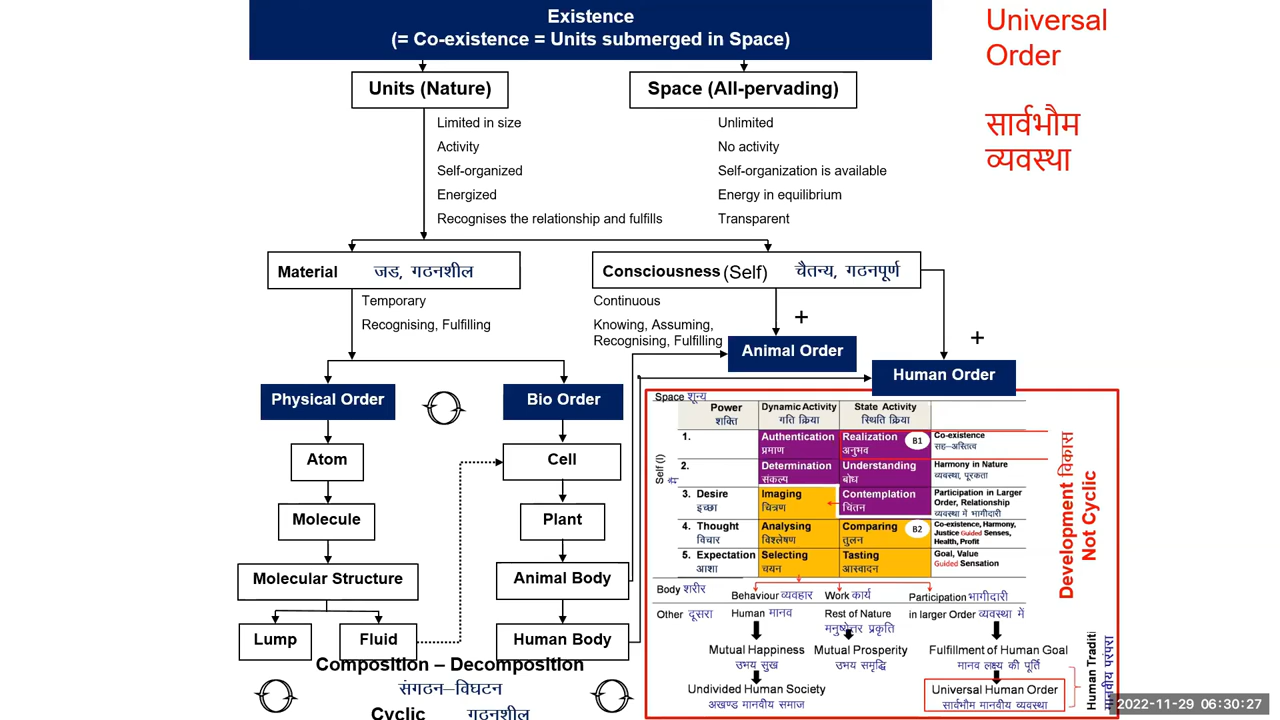 Existence
(= Co-existence = Units submerged in Space)
Universal
Order
सार्वभौम
व्यवस्था
Units (Nature)
Space (All-pervading)
Limited in size
Activity
Self-organized
Energized
Recognises the relationship and fulfills
Unlimited
No activity
Self-organization is available
Energy in equilibrium
Transparent
Material जड, गठनशील
Consciousness (Self) चैतन्य, गठनपूर्ण
Temporary
Recognising, Fulfilling
Continuous
Knowing, Assuming,
Recognising, Fulfilling
+
Animal Order
+
Human Order
Physical Order
Bio Order
Atom
Molecule
Molecular Structure
Lump
Fluid
Cell
Plant
Animal Body
Human Body
Composition – Decomposition
संगठन–विघटन
Cyclic गठनशील
Space शून्य
Power
शक्ति
Dynamic Activity
गति क्रिया
State Activity
स्थिति क्रिया
Self (I)
1.
Authentication
प्रमाण
Realization
अनुभव
B1
Co-existence
सह–अस्तित्व
2.
Determination
संकल्प
Understanding
बोध
Harmony in Nature
व्यवस्था, पूरकता
3. Desire
इच्छा
Imaging
चित्रण
Contemplation
चिंतन
Participation in Larger
Order, Relationship
व्यवस्था में भागीदारी
4. Thought
विचार
Analysing
विश्लेषण
Comparing
तुलन
B2
Co-existence, Harmony,
Justice Guided Senses,
Health, Profit
5. Expectation
आशा
Selecting
चयन
Tasting
आस्वादन
Goal, Value
Guided Sensation
Body शरीर
Behaviour व्यवहार
Work कार्य
Participation भागीदारी
Other दूसरा
Human मानव
Rest of Nature
मनुष्येत्तर प्रकृति
in larger Order व्यवस्था में
Mutual Happiness
उभय सुख
Mutual Prosperity
उभय समृद्धि
Fulfillment of Human Goal
मानव लक्ष्य की पूर्ति
Undivided Human Society
अखण्ड मानवीय समाज
Universal Human Order
सार्वभौम मानवीय व्यवस्था
Development विकास
Not Cyclic
Human Traditi
मानवीय परंपरा
2022-11-29 06:30:27